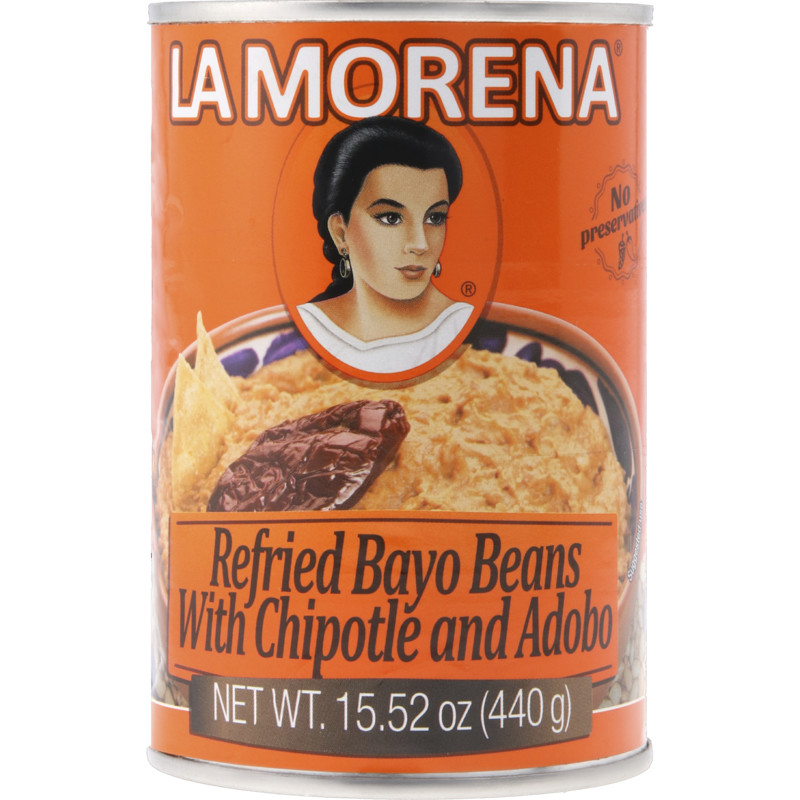 LA MORENA®
No
®
Refried Bayo Beans
With Chipotle and Adobo
NET WT. 15.52 oz (440 g)